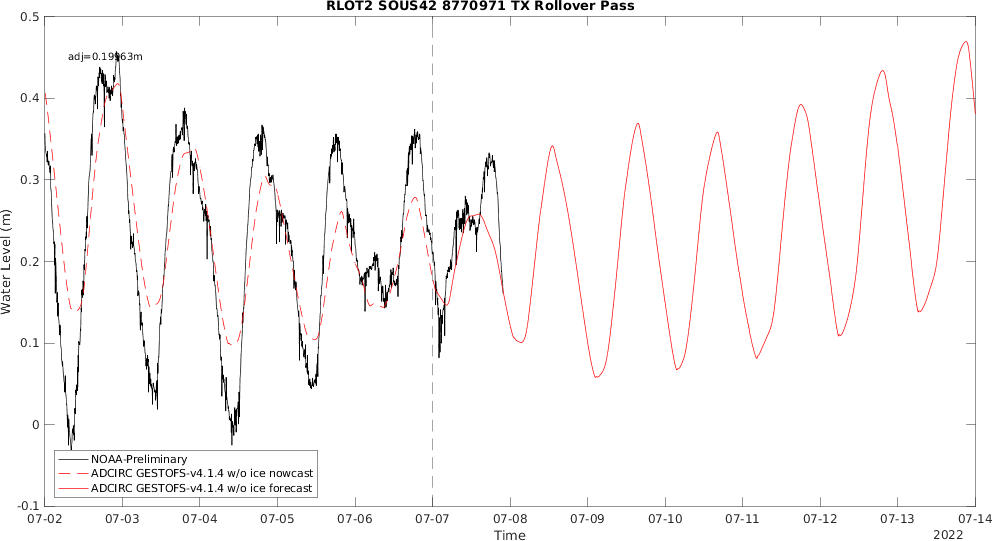 RLOT2 SOUS42 8770971 TX Rollover Pass
adj=0.19963m
0.5
0.4
0.3
0.2
0.1
0
-0.1
Water Level (m)
NOAA-Preliminary
ADCIRC GESTOFS-v4.1.4 w/o ice nowcast
ADCIRC GESTOFS-v4.1.4 w/o ice forecast
07-02 07-03 07-04 07-05 07-06 07-07 07-08 07-09 07-10 07-11 07-12 07-13 07-14
Time
2022